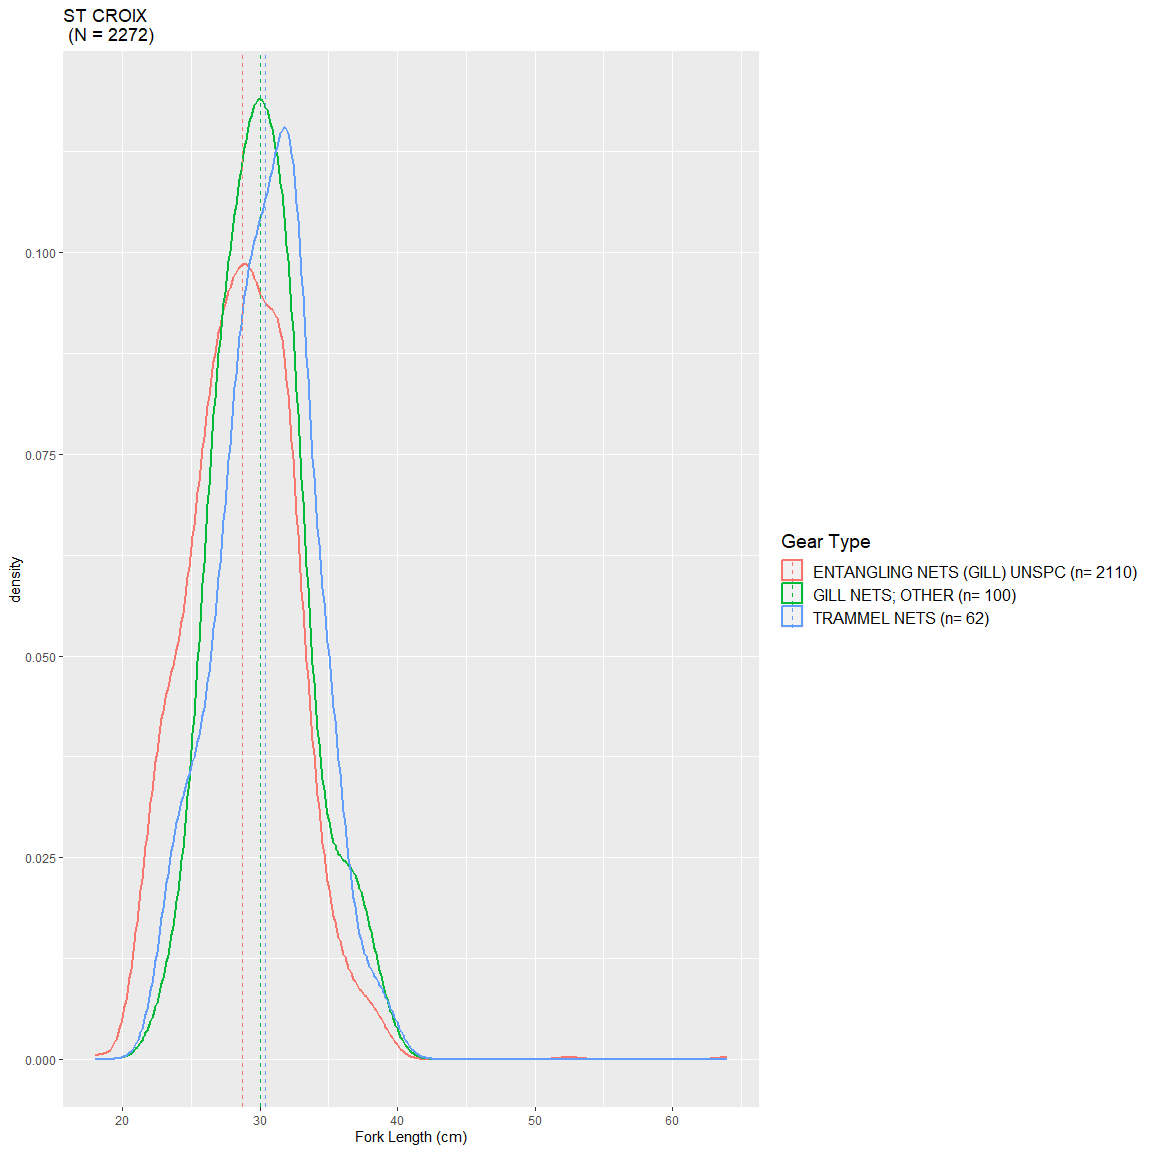 ST CROIX
(N = 2272)
0.100
0.075
0.050
0.025
0.000
density
20 30 40 50 60
Fork Length (cm)
Gear Type
ENTANGLING NETS (GILL) UNSPC (n= 2110)
GILL NETS; OTHER (n= 100)
TRAMMEL NETS (n= 62)